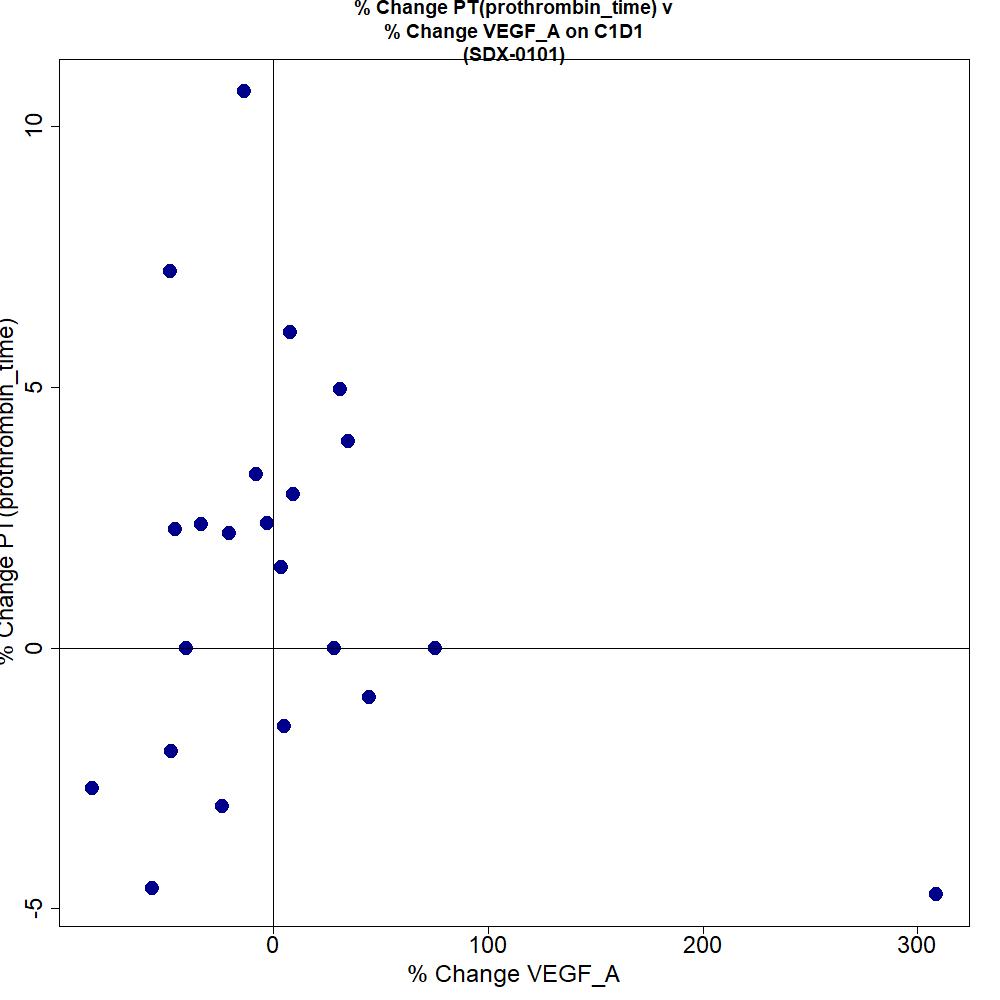 % Change PT(prothrombin_time) v
% Change VEGF_A on C1D1
(SDX-0101)
% Change PT(prothrombin_time)
10
5
0
-5
0 100 200 300
% Change VEGF_A